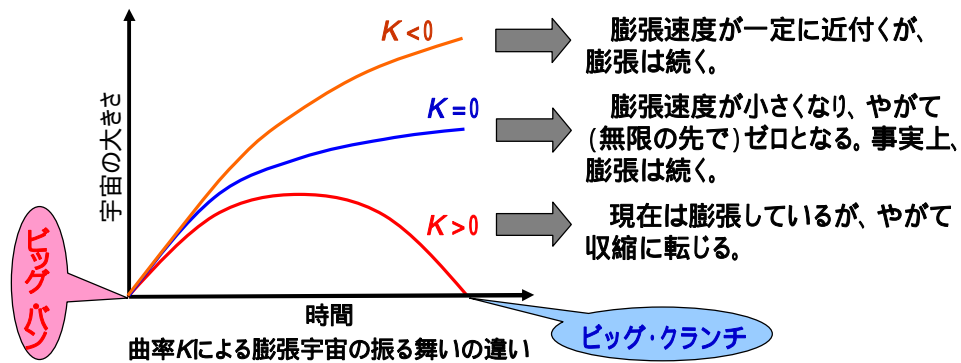 K<0
膨張速度が一定に近付くが、
膨張は続く。
K=0
膨張速度が小さくなり、やがて
(無限の先で)ゼロとなる。事実上、
膨張は続く。
K>0
現在は膨張しているが、やがて
収縮に転じる。
宇宙の大きさ
ビッグ・バン
時間
ビッグ・クランチ
曲率Kによる膨張宇宙の振る舞いの違い